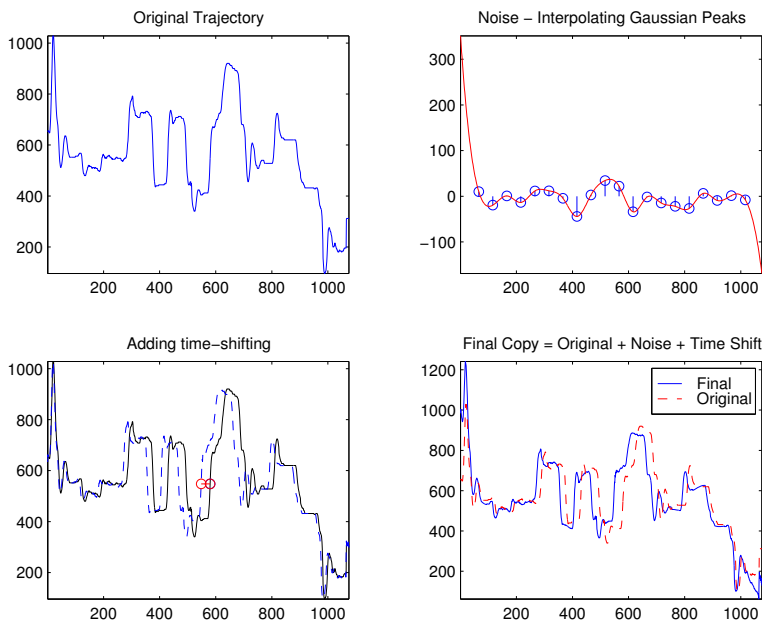 Original Trajectory
1000
800
600
400
200
200 400 600 800 1000
Noise − Interpolating Gaussian Peaks
300
200
100
0
−100
200 400 600 800 1000
Adding time−shifting
1000
800
600
400
200
200 400 600 800 1000
Final Copy = Original + Noise + Time Shift
1200
1000
800
600
400
200
Final
Original
200 400 600 800 1000